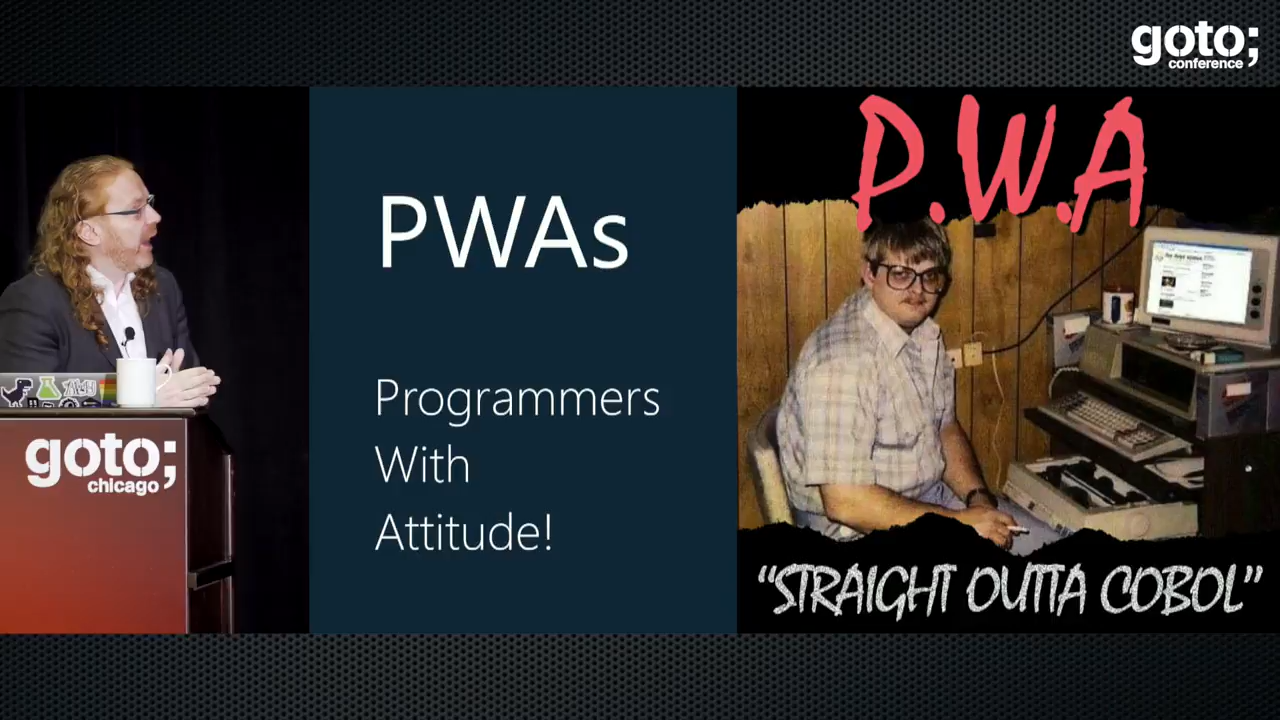 goto;
conference
PWAs
Programmers
With
Attitude!
P.W.A
"STRAIGHT OUTTA COBOL"
goto;
chicago